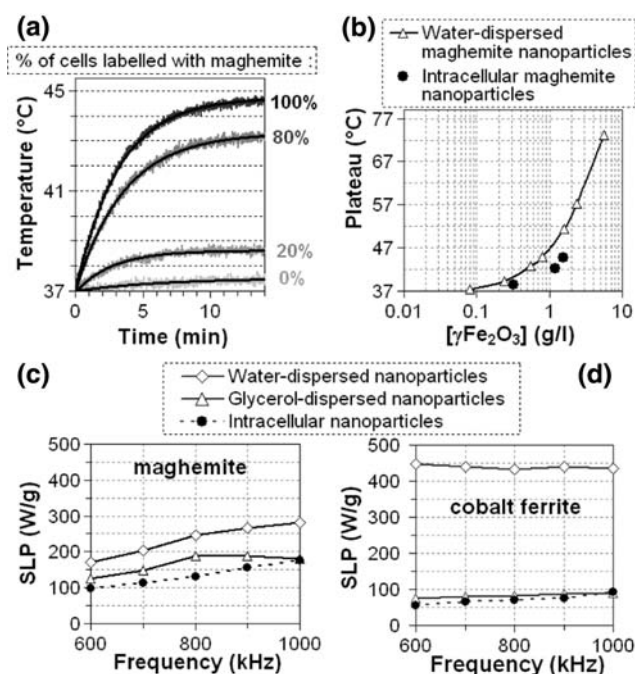 (a)
% of cells labelled with maghemite :
45
41
37
Temperature (°C)
100%
80%
20%
0%
0
5
10
Time (min)
(b)
Water-dispersed
maghemite nanoparticles
Intracellular maghemite
nanoparticles
77
67
57
47
37
Plateau (°C)
0.01
0.1
1
10
[γFe₂O₃] (g/l)
(c)
(d)
Water-dispersed nanoparticles
Glycerol-dispersed nanoparticles
Intracellular nanoparticles
500
400
300
200
100
0
SLP (W/g)
maghemite
600
800
1000
Frequency (kHz)
500
400
300
200
100
0
SLP (W/g)
cobalt ferrite
600
800
1000
Frequency (kHz)